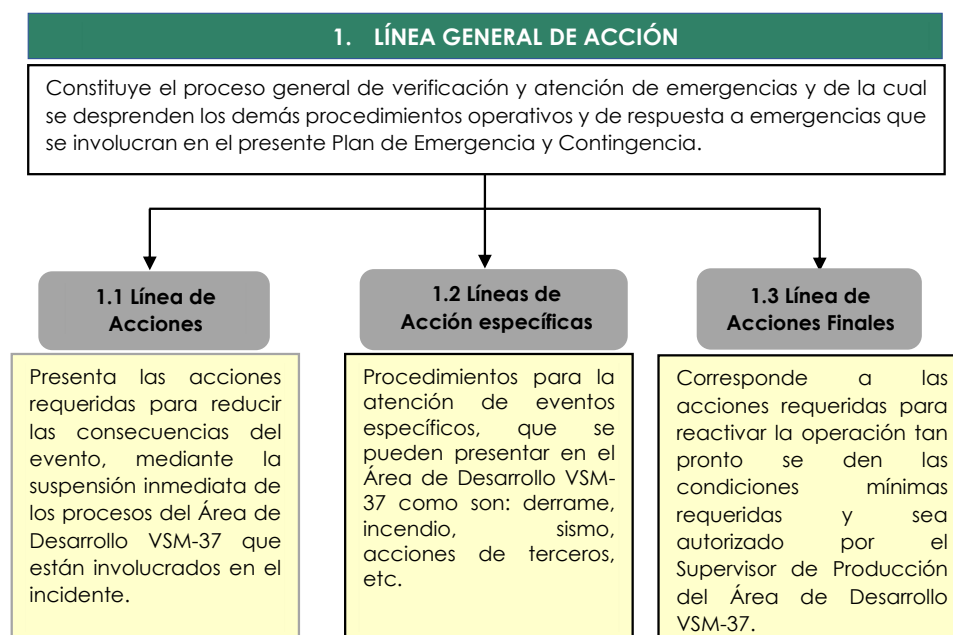 1. LÍNEA GENERAL DE ACCIÓN
Constituye el proceso general de verificación y atención de emergencias y de la cual
se desprenden los demás procedimientos operativos y de respuesta a emergencias que
se involucran en el presente Plan de Emergencia y Contingencia.
1.1 Línea de
Acciones
Presenta las acciones
requeridas para reducir
las consecuencias del
evento, mediante la
suspensión inmediata de
los procesos del Área de
Desarrollo VSM-37 que
están involucrados en el
incidente.
1.2 Líneas de
Acción específicas
Procedimientos para la
atención de eventos
específicos, que se
pueden presentar en el
Área de Desarrollo VSM-
37 como son: derrame,
incendio, sismo,
acciones de terceros,
etc.
1.3 Línea de
Acciones Finales
Corresponde a las
acciones requeridas para
reactivar la operación tan
pronto se den las
condiciones mínimas
requeridas y sea
autorizado por el
Supervisor de Producción
del Área de Desarrollo
VSM-37.